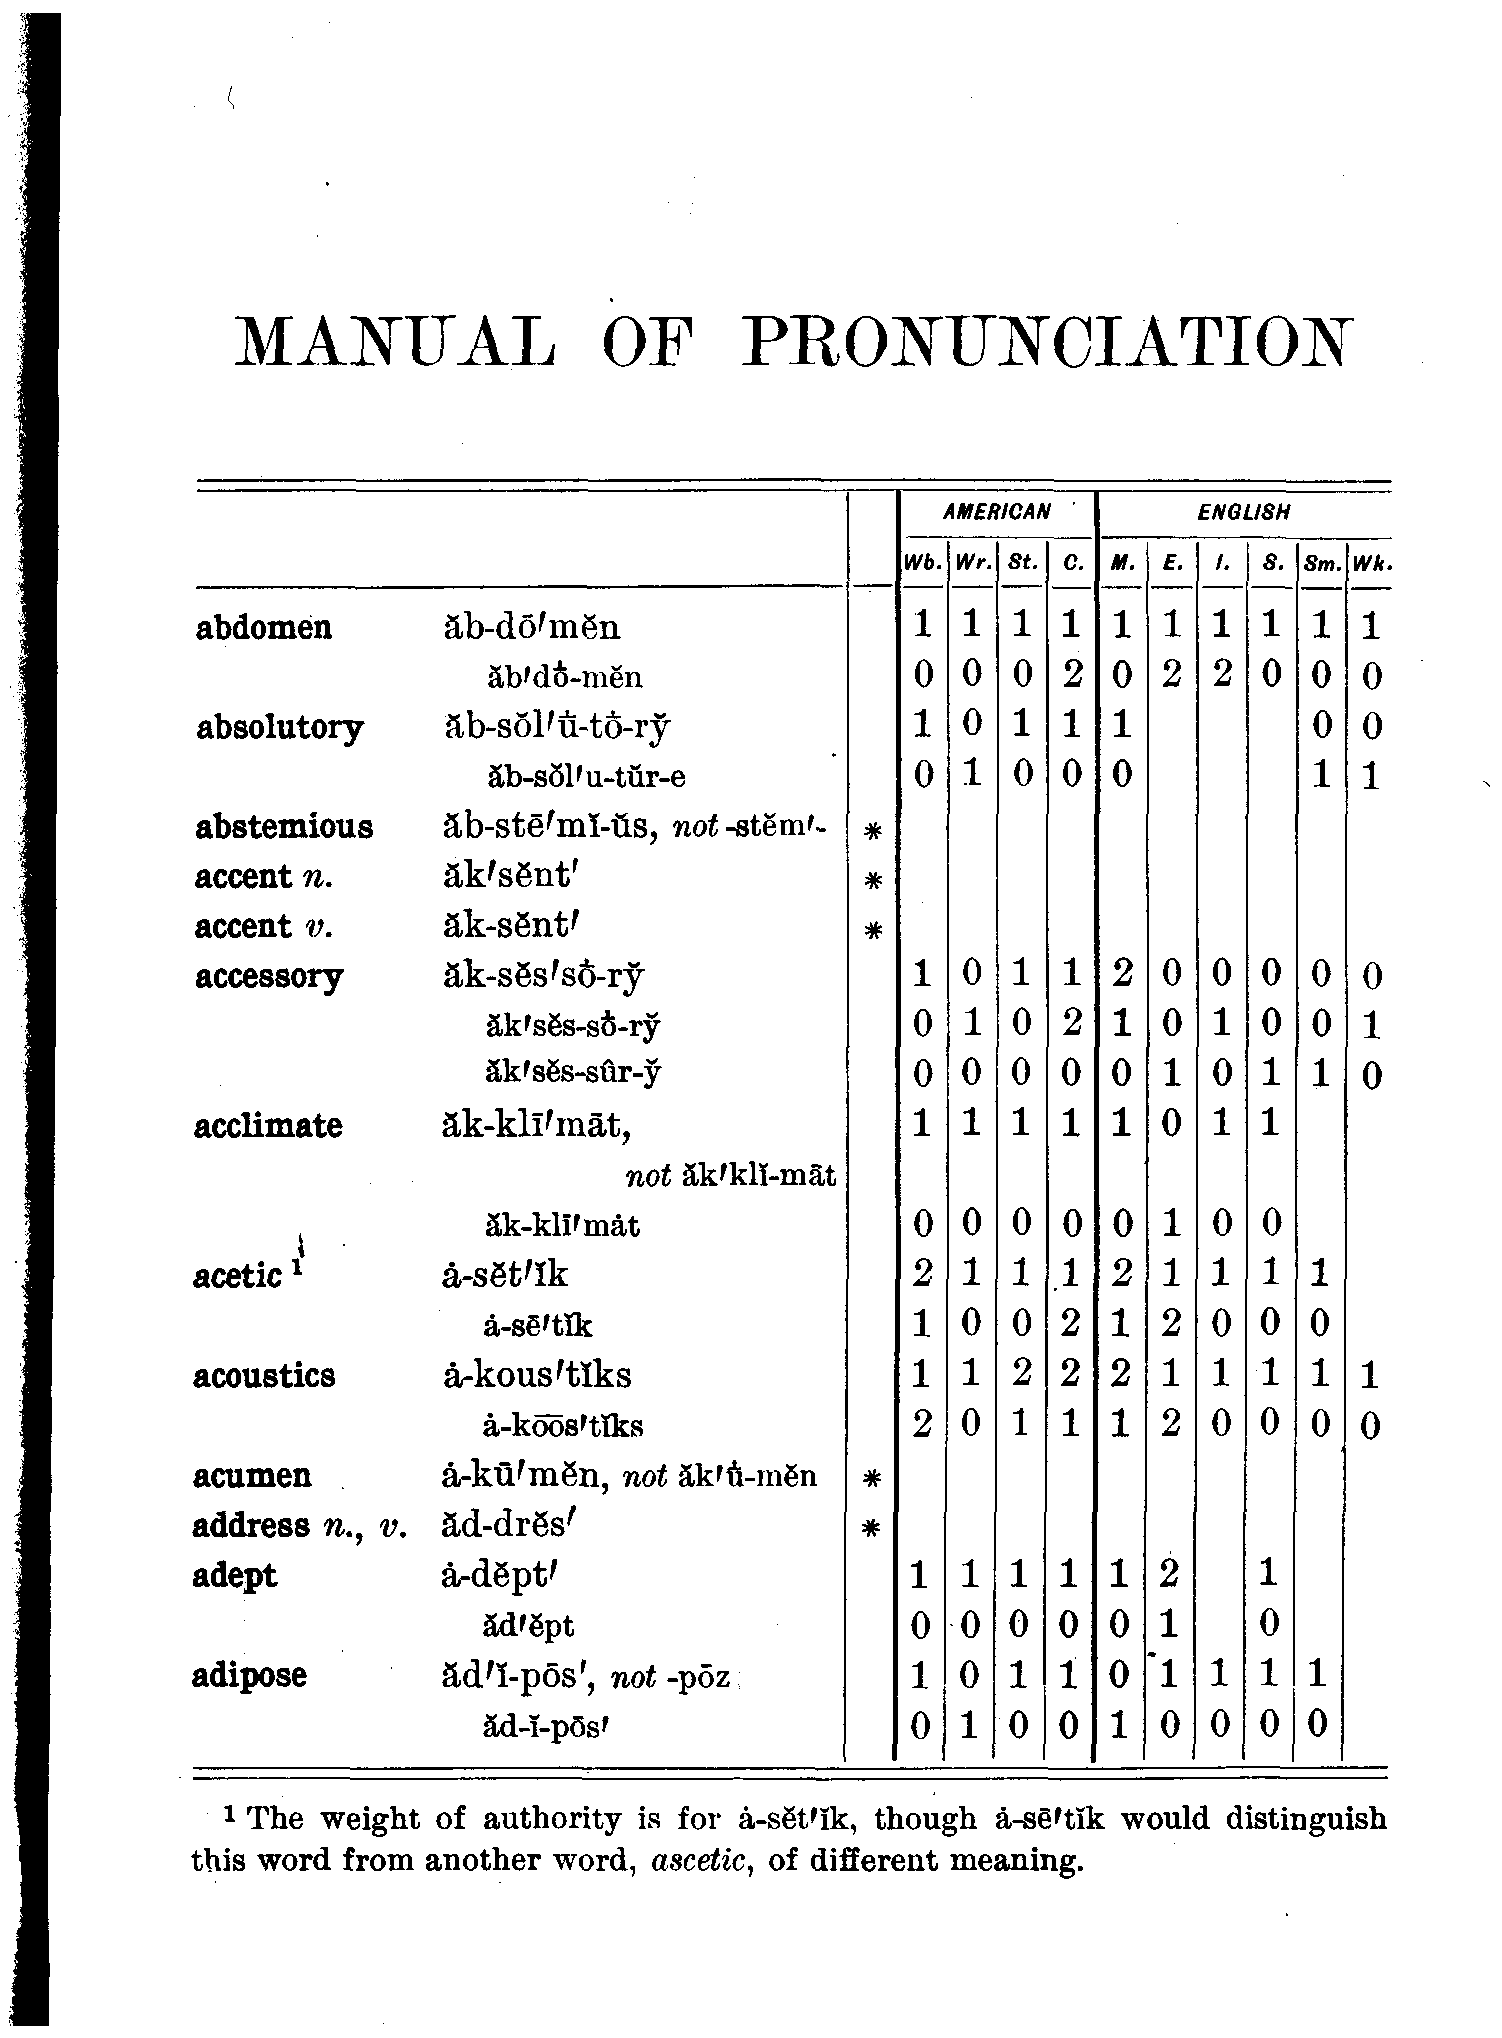 MANUAL OF PRONUNCIATION
AMERICAN ENGLISH
Wb. Wr. St. C. M. E. I. S. Sm. Wk.
abdomen ăb-dō′mĕn 1 1 1 1 1 1 1 1 1 1
ăb′dȯ-mĕn 0 0 0 2 0 2 2 0 0 0
absolutory ăb-sŏl′u̇-tȯ-ry̆ 1 0 1 1 1 0 0
ăb-sŏl′u-tŭr-e 0 1 0 0 0 1 1
abstemious ăb-stē′mĭ-ŭs, not -stĕm′- *
accent n. ăk′sĕnt′ *
accent v. ăk-sĕnt′ *
accessory ăk-sĕs′sȯ-ry̆ 1 0 1 1 2 0 0 0 0 0
ăk′sĕs-sȯ-ry̆ 0 1 0 2 1 0 1 0 0 1
ăk′sĕs-sûr-y̆ 0 0 0 0 0 1 0 1 1 0
acclimate ăk-klī′māt, 1 1 1 1 1 0 1 1
not ăk′klĭ-māt
ăk-klī′mȧt 0 0 0 0 0 1 0 0
acetic ¹ ȧ-sĕt′ĭk 2 1 1 1 2 1 1 1 1
ȧ-sē′tĭk 1 0 0 2 1 2 0 0 0
acoustics ȧ-kous′tĭks 1 1 2 2 2 1 1 1 1 1
ȧ-ko͞os′tĭks 2 0 1 1 1 2 0 0 0 0
acumen ȧ-kū′mĕn, not ăk′u̇-mĕn *
address n., v. ăd-drĕs′ *
adept ȧ-dĕpt′ 1 1 1 1 1 2 1
ăd′ĕpt 0 0 0 0 0 1 0
adipose ăd′ĭ-pōs′, not -pōz 1 0 1 1 0 1 1 1 1
ăd-ĭ-pōs′ 0 1 0 0 1 0 0 0 0
¹ The weight of authority is for ȧ-sĕt′ĭk, though ȧ-sē′tĭk would distinguish
this word from another word, ascetic, of different meaning.